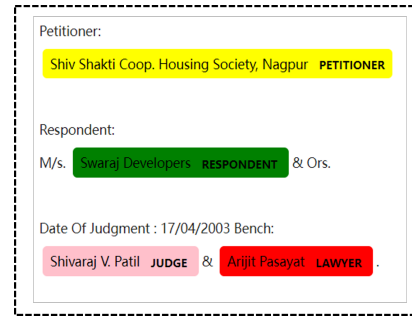 Petitioner:
Shiv Shakti Coop. Housing Society, Nagpur PETITIONER
Respondent:
M/s. Swaraj Developers RESPONDENT & Ors.
Date Of Judgment : 17/04/2003 Bench:
Shivaraj V. Patil JUDGE & Arijit Pasayat LAWYER .